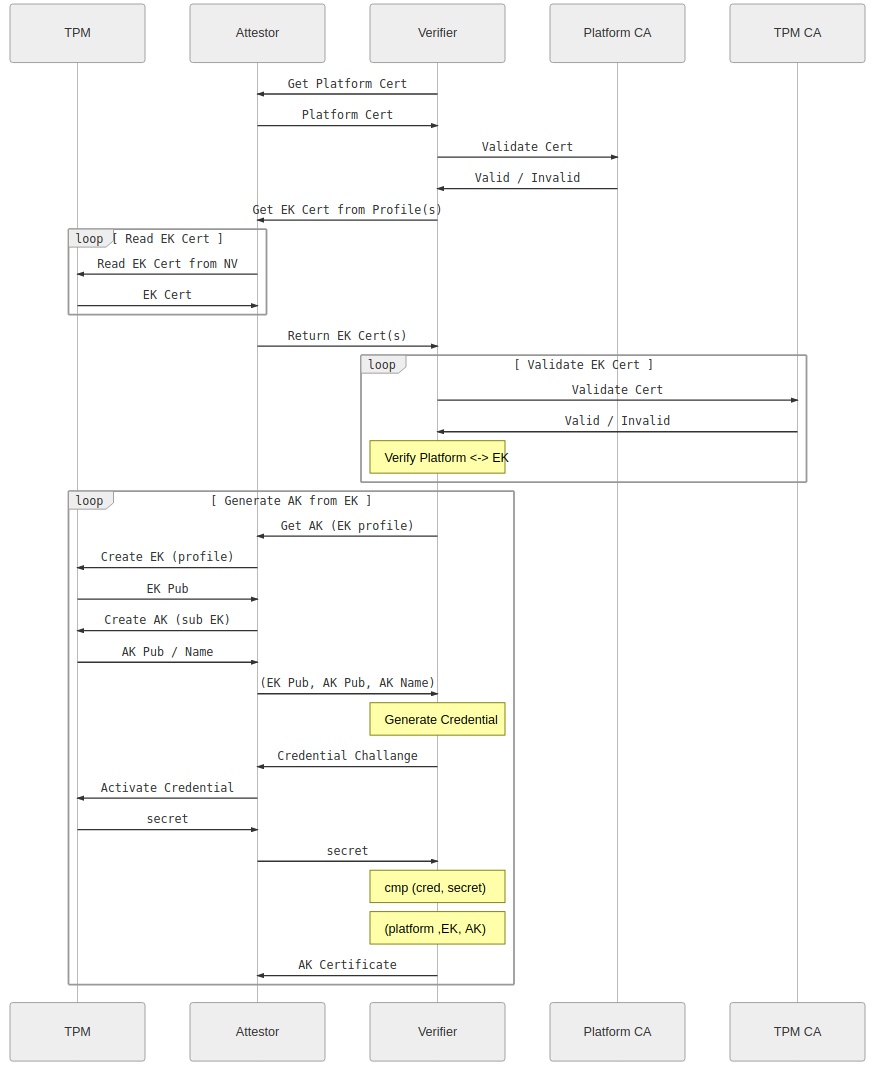 TPM
Attestor
Verifier
Platform CA
TPM CA
Get Platform Cert
Platform Cert
Validate Cert
Valid / Invalid
Get EK Cert from Profile(s)
loop [ Read EK Cert ]
Read EK Cert from NV
EK Cert
Return EK Cert(s)
loop [ Validate EK Cert ]
Validate Cert
Valid / Invalid
Verify Platform <-> EK
loop [ Generate AK from EK ]
Get AK (EK profile)
Create EK (profile)
EK Pub
Create AK (sub EK)
AK Pub / Name
(EK Pub, AK Pub, AK Name)
Generate Credential
Credential Challange
Activate Credential
secret
secret
cmp (cred, secret)
(platform ,EK, AK)
AK Certificate
TPM
Attestor
Verifier
Platform CA
TPM CA